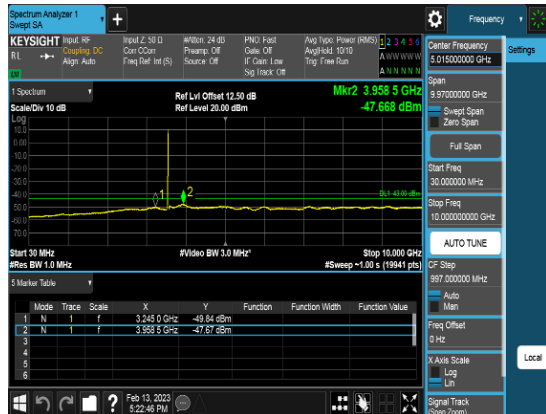 Spectrum Analyzer 1
Swept SA
+
Frequency
KEYSIGHT
RL
Input: RF
Coupling: DC
Align: Auto
Input Z: 50 Ω
Corr CCorr
Freq Ref: Int (S)
#Atten: 24 dB
Preamp: Off
Source: Off
PNO: Fast
Gate: Off
IF Gain: Low
Sig Track: Off
Avg Type: Power (RMS)
Avg|Hold: 10/10
Trig: Free Run
1 2 3 4 5 6
A W W W W W
A N N N N N
1 Spectrum
Scale/Div 10 dB
Ref Lvl Offset 12.50 dB
Ref Level 20.00 dBm
Mkr2 3.958 5 GHz
-47.668 dBm
Log
10.0
0.00
-10.0
-20.0
-30.0
-40.0
-50.0
-60.0
-70.0
1
2
DL1 -43.00 dBm
Start 30 MHz
#Res BW 1.0 MHz
#Video BW 3.0 MHz*
Stop 10.000 GHz
#Sweep ~1.00 s (19941 pts)
5 Marker Table
Mode Trace Scale X Y Function Function Width Function Value
1 N 1 f 3.245 0 GHz -49.84 dBm
2 N 1 f 3.958 5 GHz -47.67 dBm
3
4
5
6
Feb 13, 2023
5:22:46 PM
Center Frequency
5.015000000 GHz
Settings
Span
9.97000000 GHz
Swept Span
Zero Span
Full Span
Start Freq
30.000000 MHz
Stop Freq
10.000000000 GHz
AUTO TUNE
CF Step
997.000000 MHz
Auto
Man
Freq Offset
0 Hz
X Axis Scale
Log
Lin
Local
Signal Track
(Span Zoom)